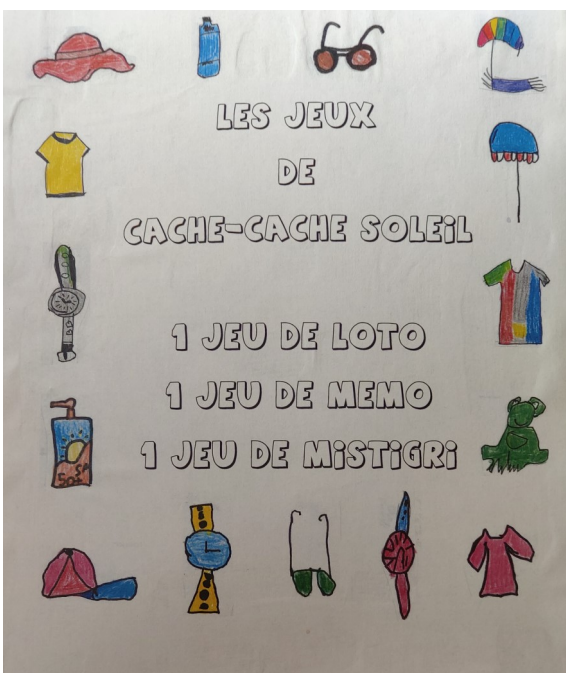 LES JEUX
DE
CACHE-CACHE SOLEiL
1 JEU DE LOTO
1 JEU DE MEMO
1 JEU DE MiSTiGRi